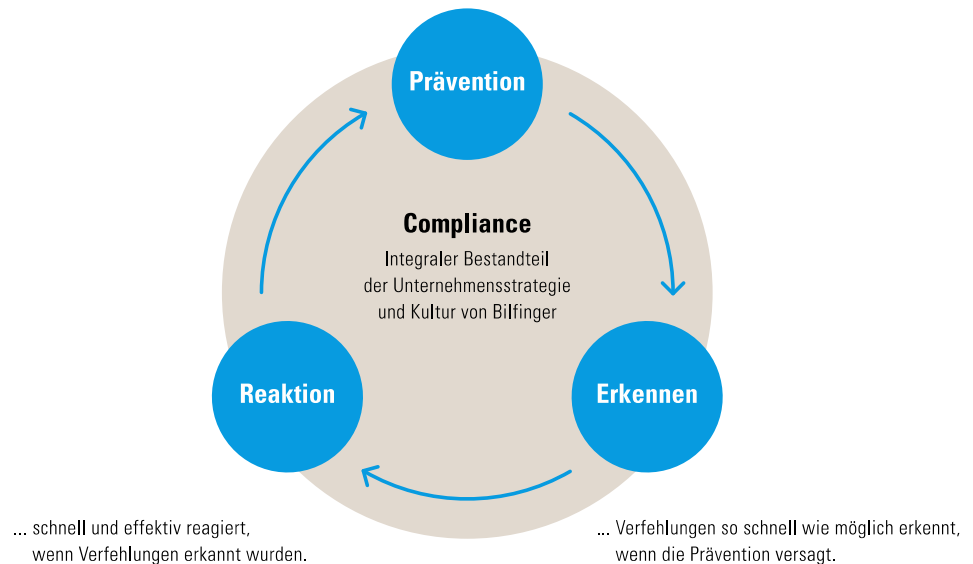 Prävention
Compliance
Integraler Bestandteil
der Unternehmensstrategie
und Kultur von Bilfinger
Reaktion
Erkennen
... schnell und effektiv reagiert,
wenn Verfehlungen erkannt wurden.
... Verfehlungen so schnell wie möglich erkennt,
wenn die Prävention versagt.